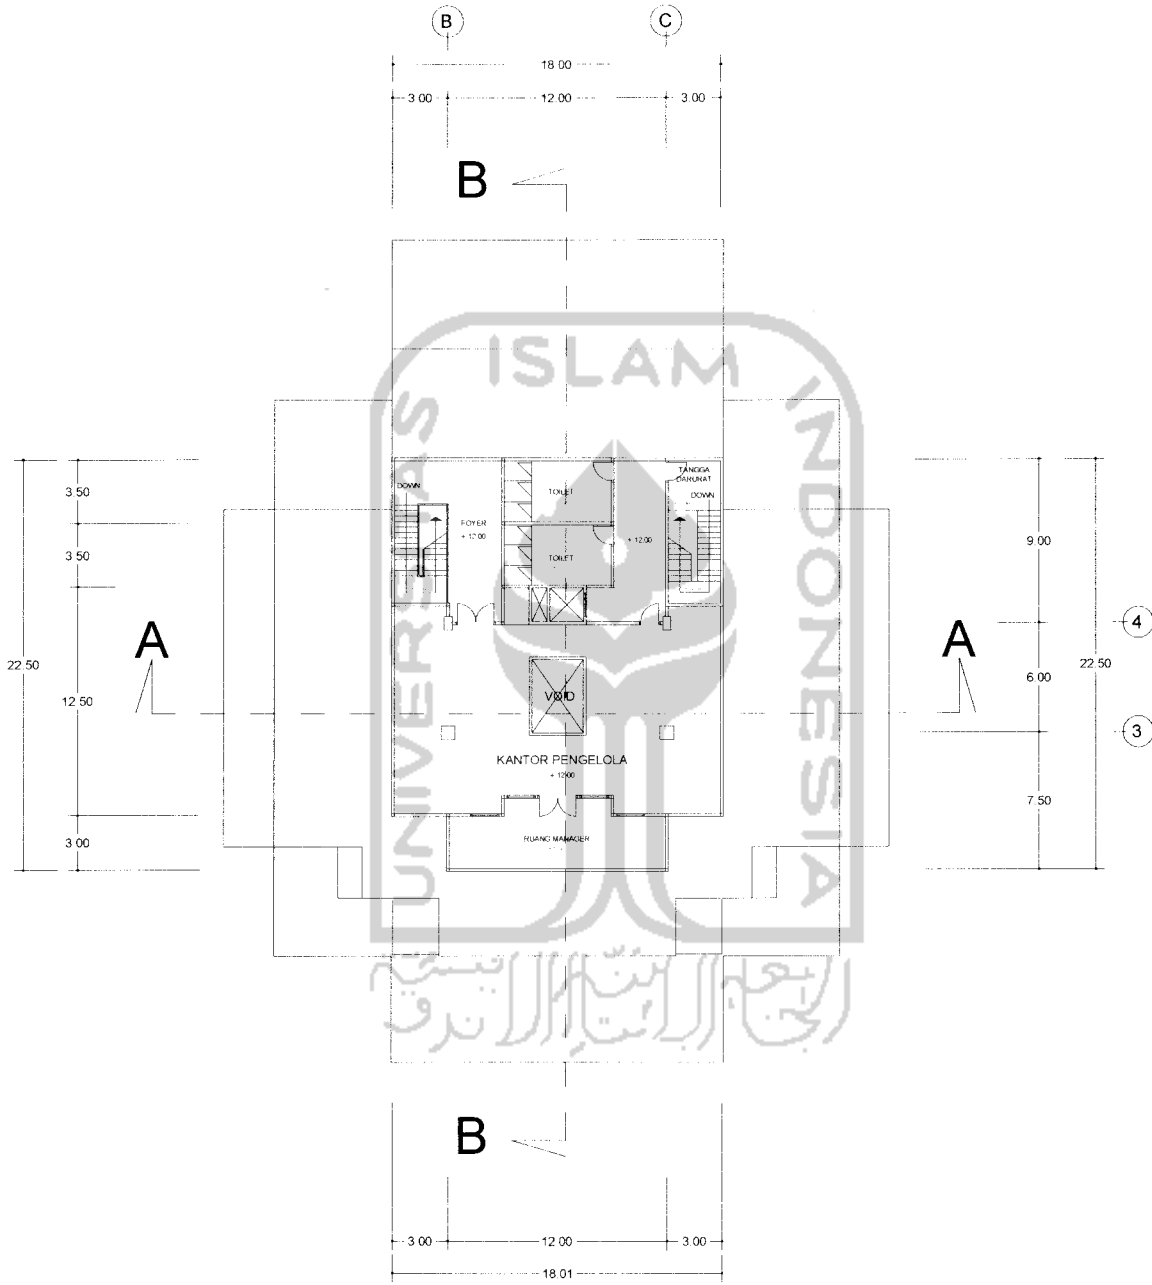 B
C
18.00
3.00
12.00
3.00
B
ISLAM
UNIVERSITAS
INDONESIA
DOWN
FOYER
+ 12.00
TOILET
TOILET
+ 12.00
TANGGA
DARURAT
DOWN
3.50
3.50
12.50
3.00
22.50
9.00
6.00
7.50
22.50
4
3
A
A
VOID
KANTOR PENGELOLA
+ 12.00
RUANG MANAGER
B
3.00
12.00
3.00
18.01